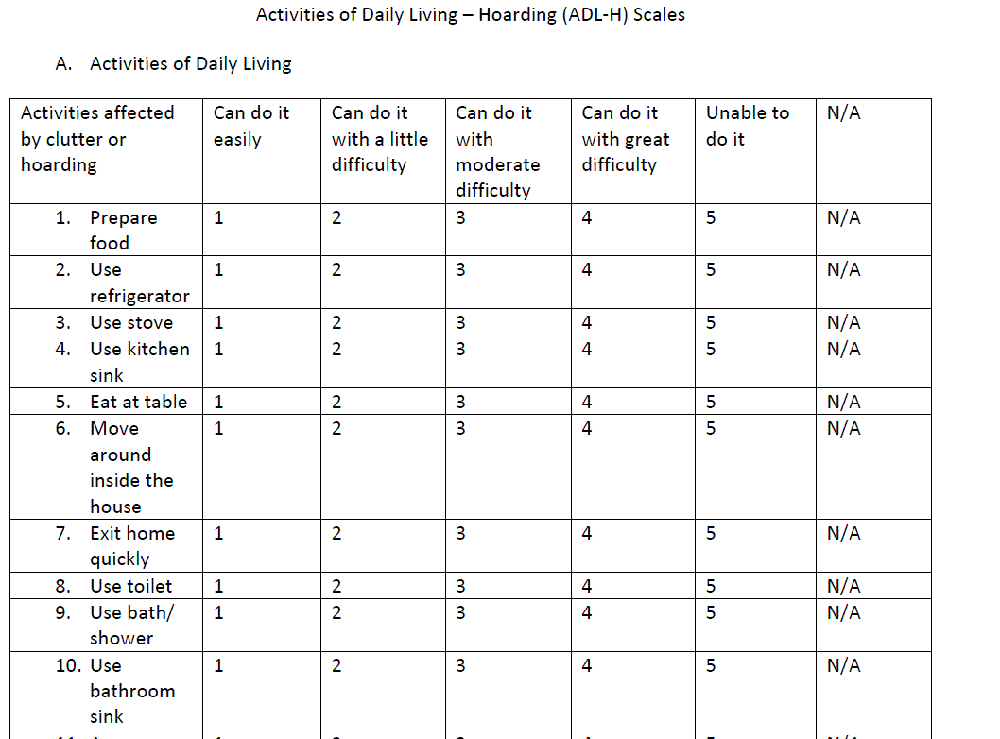 Activities of Daily Living – Hoarding (ADL-H) Scales
A. Activities of Daily Living
Activities affected by clutter or hoarding | Can do it easily | Can do it with a little difficulty | Can do it with moderate difficulty | Can do it with great difficulty | Unable to do it | N/A
1. Prepare food | 1 | 2 | 3 | 4 | 5 | N/A
2. Use refrigerator | 1 | 2 | 3 | 4 | 5 | N/A
3. Use stove | 1 | 2 | 3 | 4 | 5 | N/A
4. Use kitchen sink | 1 | 2 | 3 | 4 | 5 | N/A
5. Eat at table | 1 | 2 | 3 | 4 | 5 | N/A
6. Move around inside the house | 1 | 2 | 3 | 4 | 5 | N/A
7. Exit home quickly | 1 | 2 | 3 | 4 | 5 | N/A
8. Use toilet | 1 | 2 | 3 | 4 | 5 | N/A
9. Use bath/ shower | 1 | 2 | 3 | 4 | 5 | N/A
10. Use bathroom sink | 1 | 2 | 3 | 4 | 5 | N/A